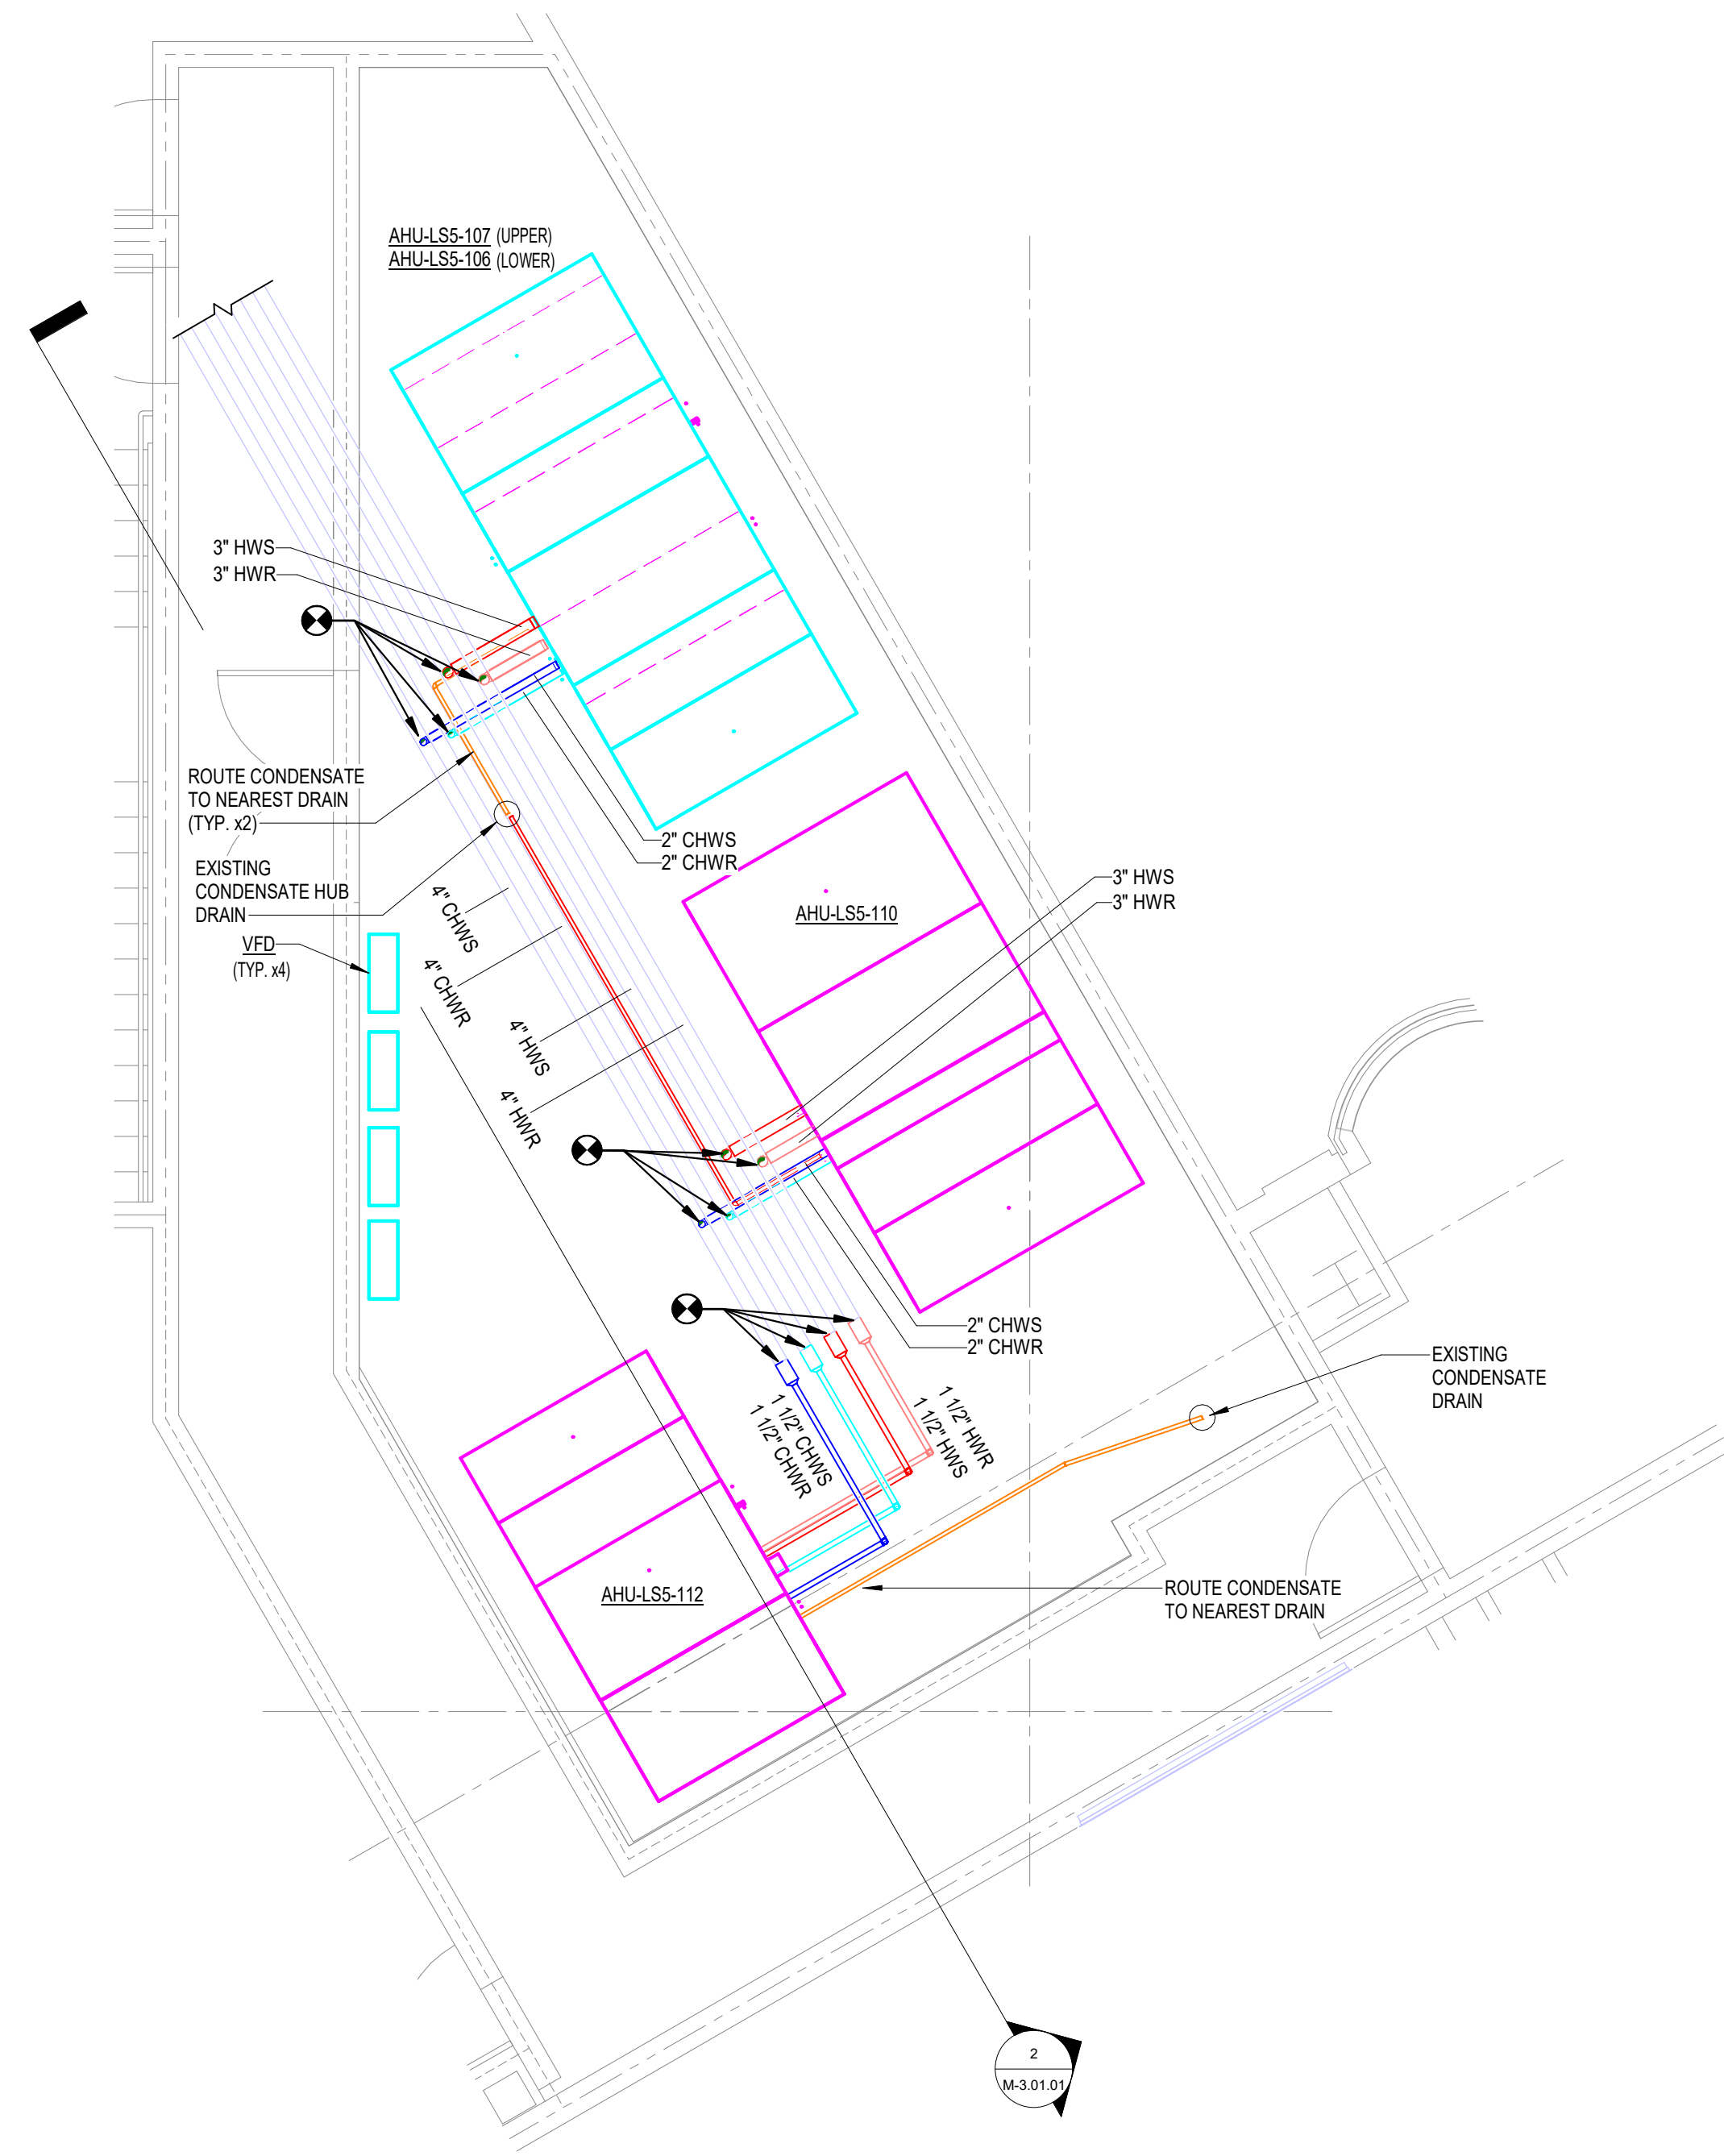 AHU-LS5-107 (UPPER)
AHU-LS5-106 (LOWER)
3" HWS
3" HWR
ROUTE CONDENSATE
TO NEAREST DRAIN
(TYP. x2)
2" CHWS
2" CHWR
EXISTING
CONDENSATE HUB
DRAIN
VFD
(TYP. x4)
4" CHWS
4" CHWR
4" HWS
4" HWR
AHU-LS5-110
3" HWS
3" HWR
2" CHWS
2" CHWR
EXISTING
CONDENSATE
DRAIN
1 1/2" CHWS
1 1/2" CHWR
1 1/2" HWR
1 1/2" HWS
AHU-LS5-112
ROUTE CONDENSATE
TO NEAREST DRAIN
2
M-3.01.01